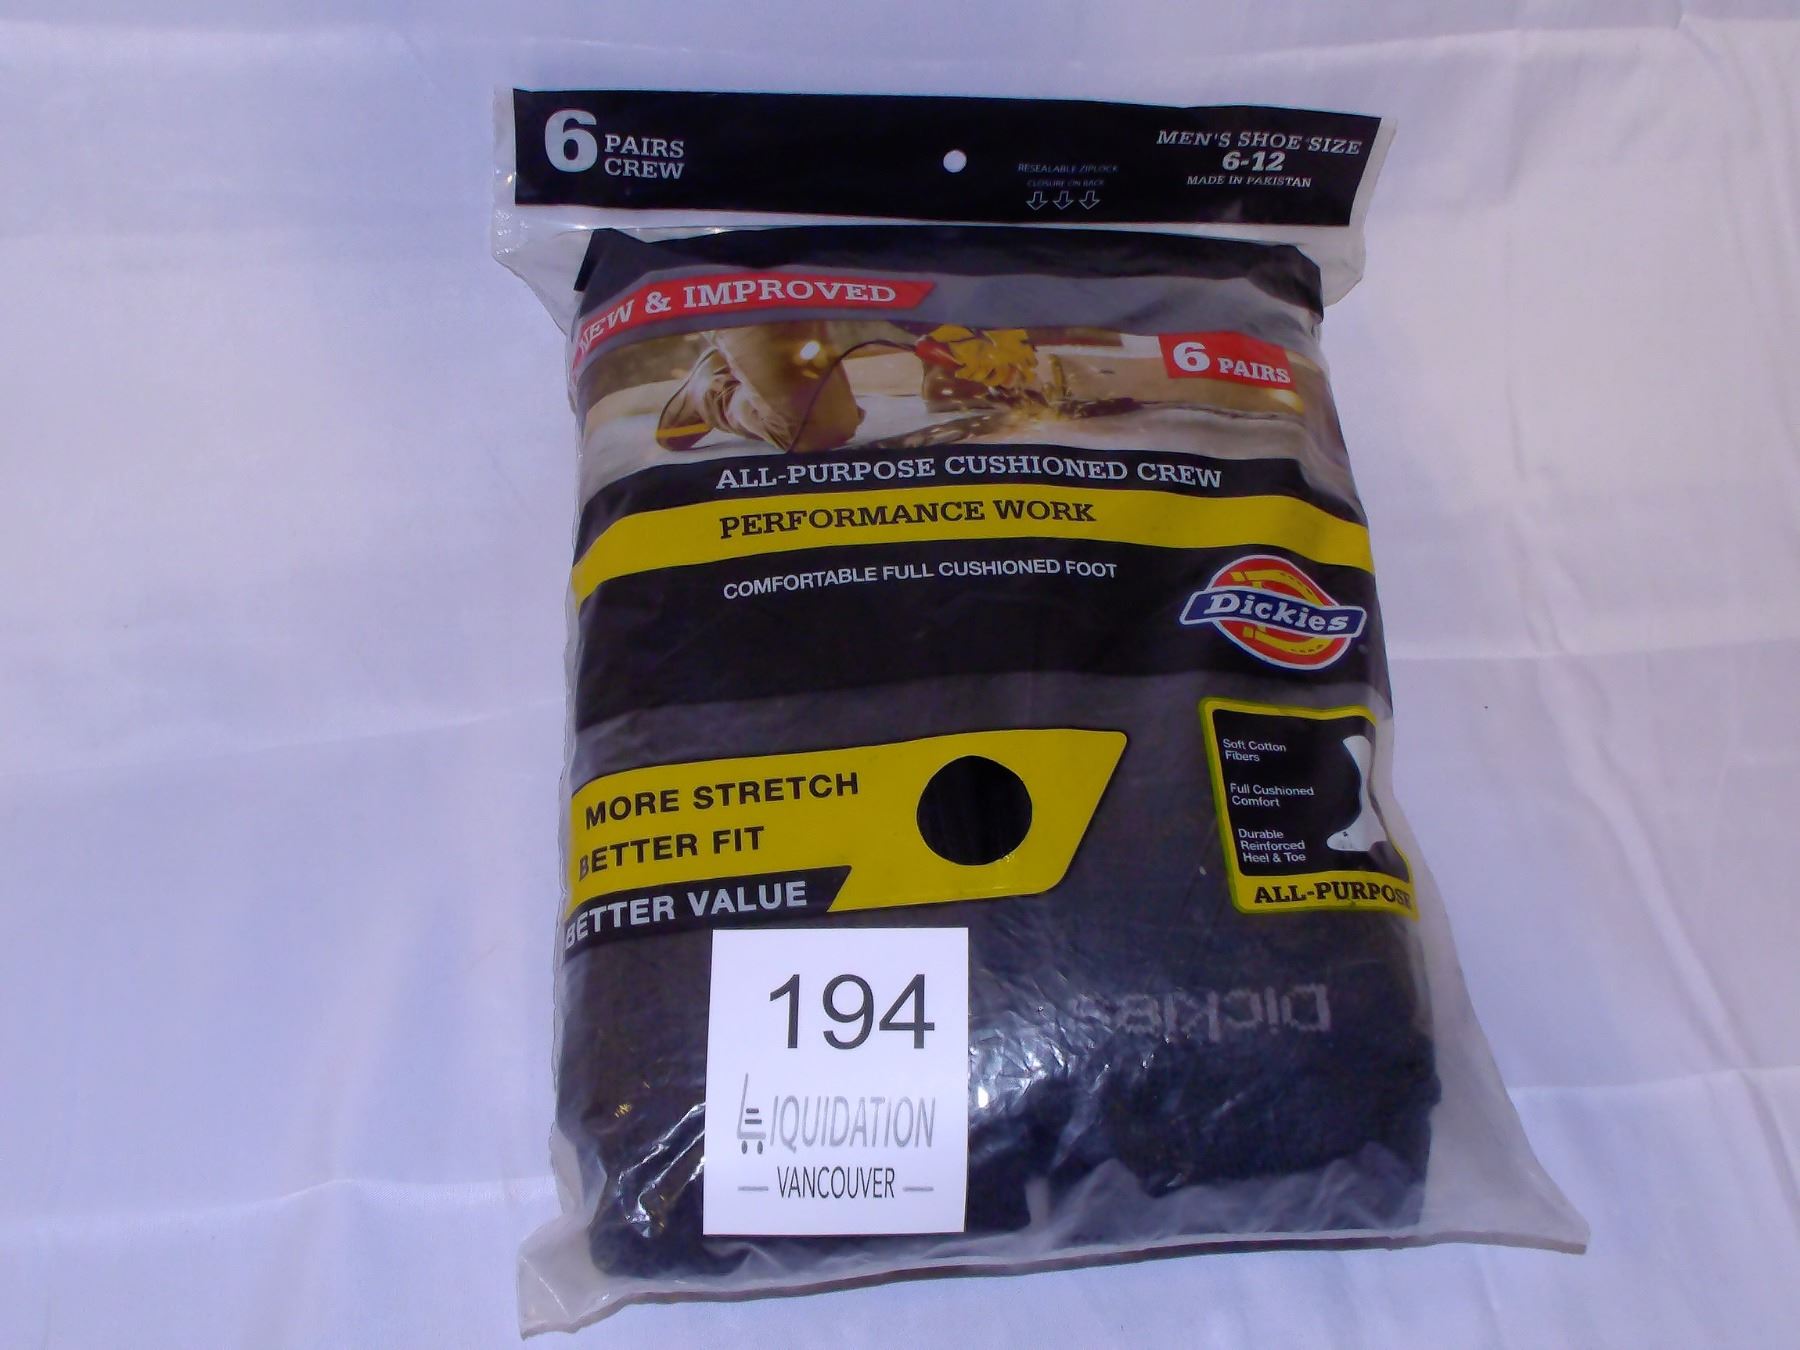 6 PAIRS
CREW
RESEALABLE ZIPLOCK
CLOSURE ON BACK
MEN'S SHOE SIZE
6-12
MADE IN PAKISTAN
NEW & IMPROVED
6 PAIRS
ALL-PURPOSE CUSHIONED CREW
PERFORMANCE WORK
COMFORTABLE FULL CUSHIONED FOOT
Dickies
MORE STRETCH
BETTER FIT
BETTER VALUE
Soft Cotton
Fibers
Full Cushioned
Comfort
Durable
Reinforced
Heel & Toe
ALL-PURPOSE
Dickies
194
LIQUIDATION
VANCOUVER